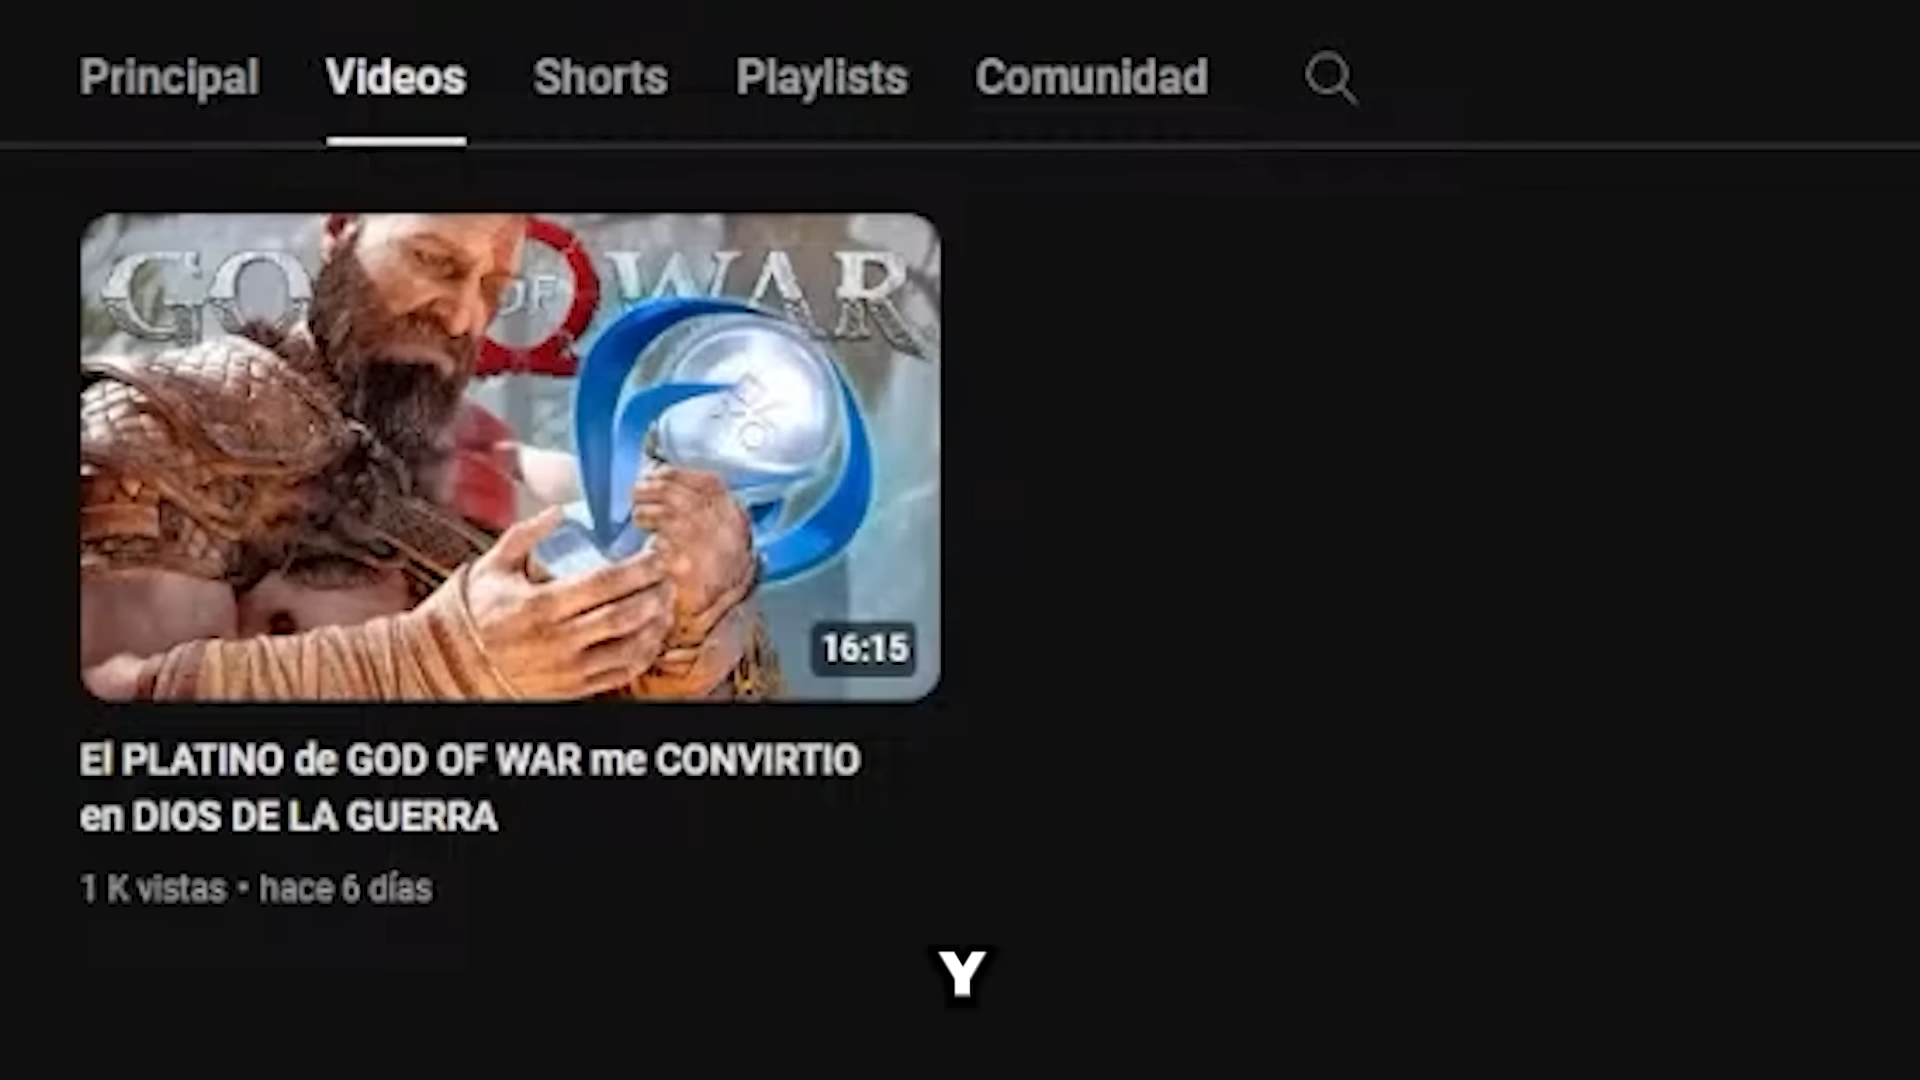 Principal Videos Shorts Playlists Comunidad
GOD OF WAR
16:15
El PLATINO de GOD OF WAR me CONVIRTIO
en DIOS DE LA GUERRA
1 K vistas • hace 6 días
Y